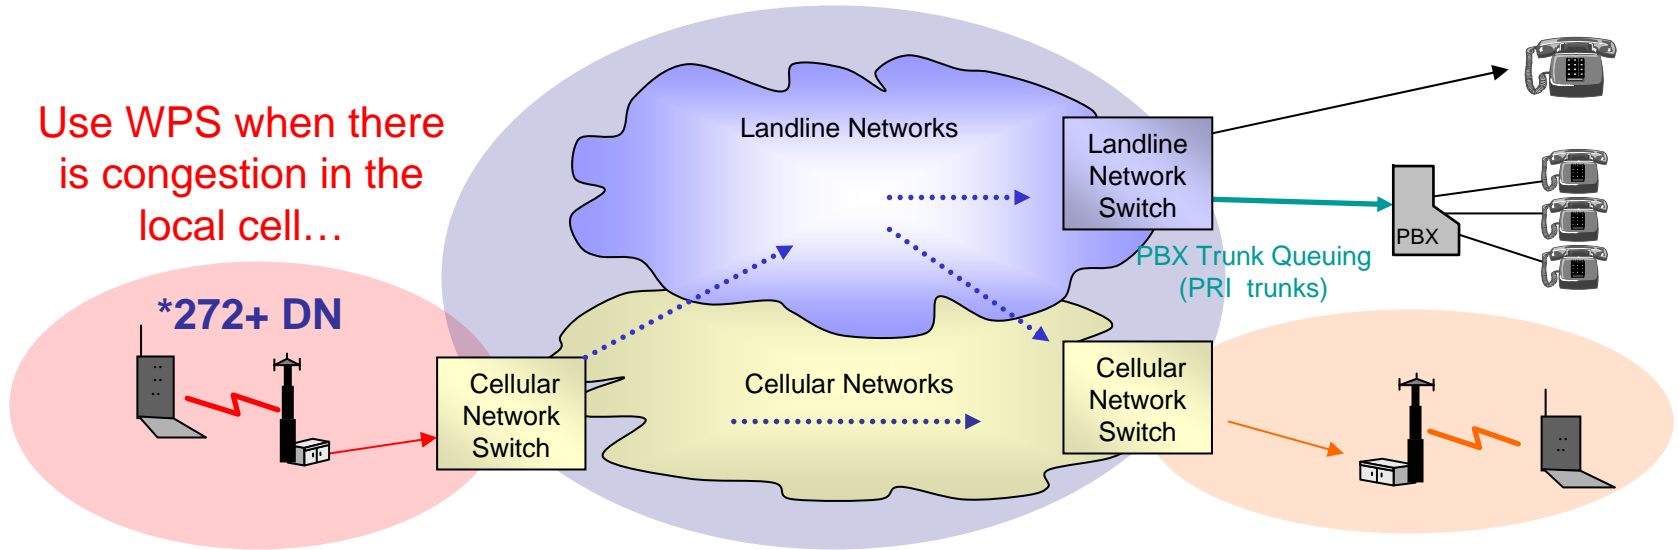 Use WPS when there
is congestion in the
local cell…
*272+ DN
Cellular
Network
Switch
Landline Networks
Cellular Networks
Landline
Network
Switch
Cellular
Network
Switch
PBX
PBX Trunk Queuing
(PRI trunks)